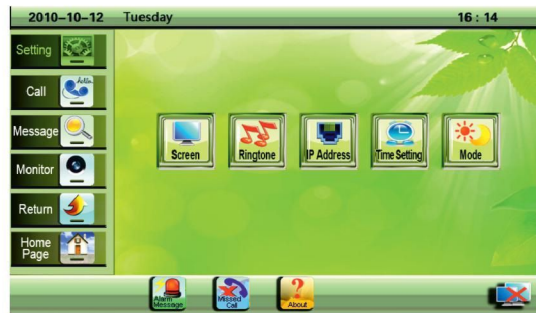 2010-10-12 Tuesday 16 : 14
Setting
Call
hello
Message
Monitor
Return
Home
Page
Screen
Ringtone
IP Address
Time Setting
Mode
Alarm
Message
Missed
Call
About